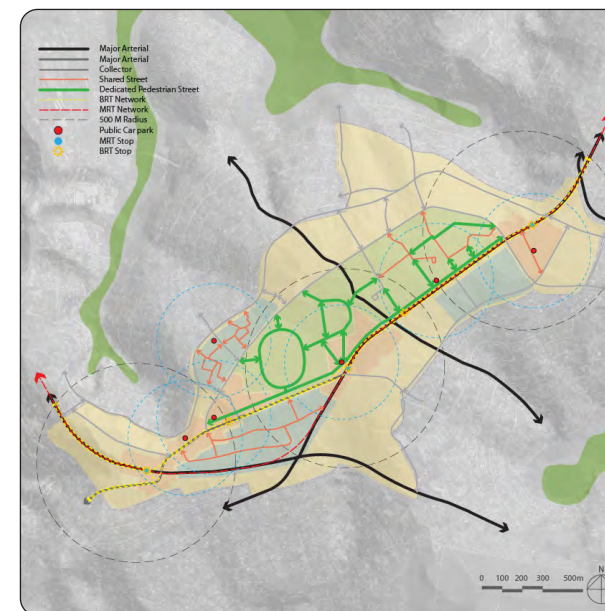 Major Arterial
Major Arterial
Collector
Shared Street
Dedicated Pedestrian Street
BRT Network
MRT Network
500 M Radius
Public Car park
MRT Stop
BRT Stop
N
0 100 200 300 500m